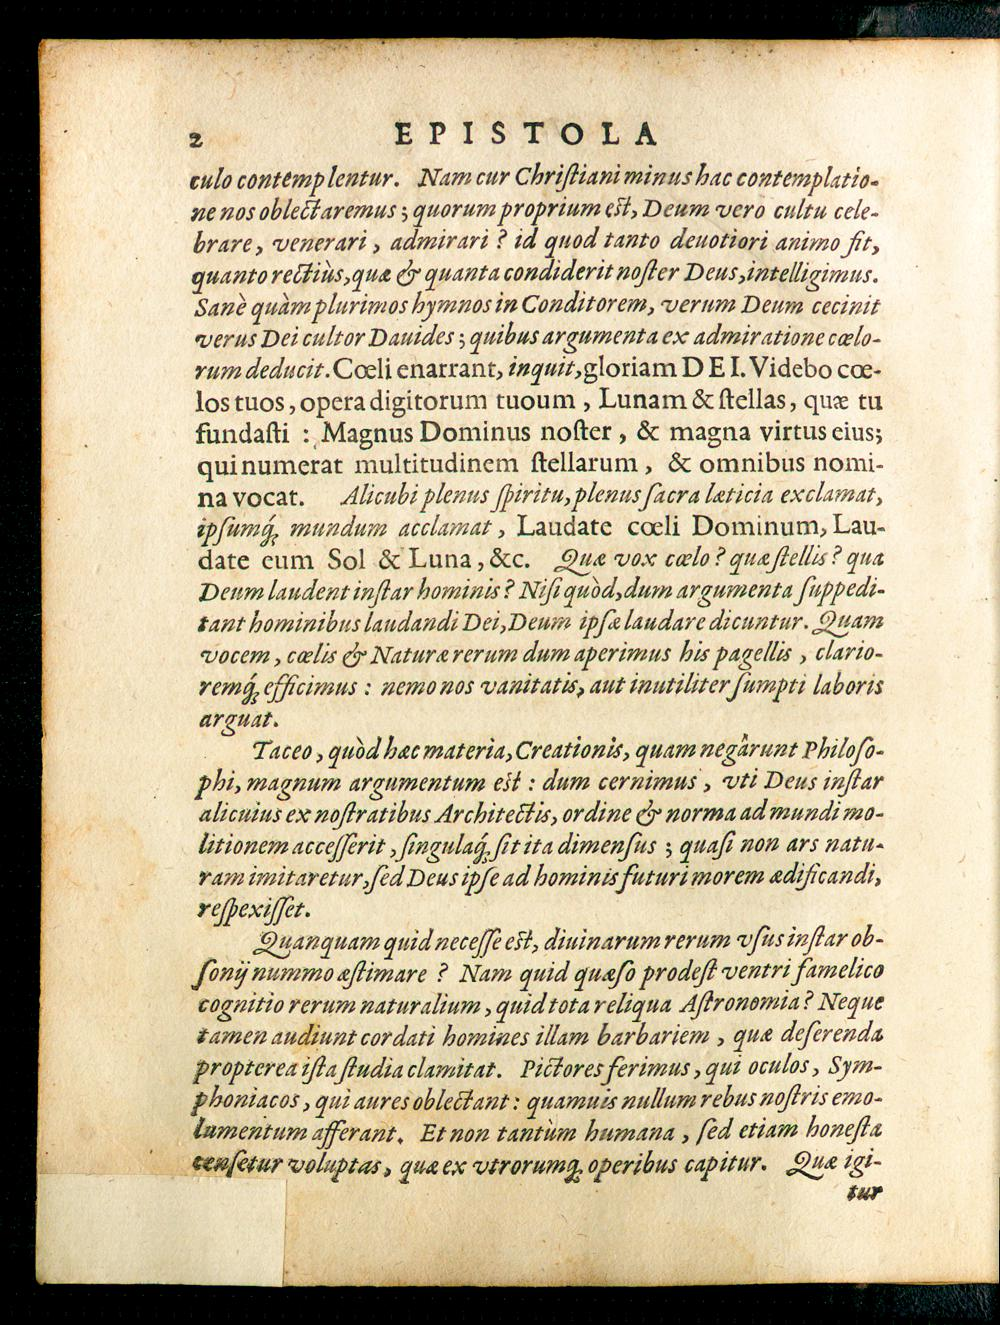 2 EPISTOLA
culo contemplentur. Nam cur Chriſtiani minus hac contemplatio-
ne nos oblectaremus; quorum proprium eſt, Deum vero cultu cele-
brare, venerari, admirari? id quod tanto deuotiori animo fit,
quanto rectiùs, quæ & quanta condiderit noſter Deus, intelligimus.
Sanè quàm plurimos hymnos in Conditorem, verum Deum cecinit
verus Dei cultor Dauides; quibus argumenta ex admiratione cœlo-
rum deducit. Cœli enarrant, inquit, gloriam DEI. Videbo cœ-
los tuos, opera digitorum tuoum, Lunam & ſtellas, quæ tu
fundaſti : Magnus Dominus noſter, & magna virtus eius;
qui numerat multitudinem ſtellarum, & omnibus nomi-
na vocat. Alicubi plenus ſpiritu, plenus ſacra læticia exclamat,
ipſumq́ꝫ mundum acclamat, Laudate cœli Dominum, Lau-
date eum Sol & Luna, &c. Quæ vox cœlo? quæ ſtellis? qua
Deum laudent inſtar hominis? Niſi quòd, dum argumenta ſuppedi-
tant hominibus laudandi Dei, Deum ipſæ laudare dicuntur. Quam
vocem, cœlis & Naturæ rerum dum aperimus his pagellis, clario-
remq́ꝫ efficimus : nemo nos vanitatis, aut inutiliter ſumpti laboris
arguat.
Taceo, quòd hæc materia, Creationis, quam negârunt Philoſo-
phi, magnum argumentum eſt : dum cernimus, vti Deus inſtar
alicuius ex noſtratibus Architectis, ordine & norma ad mundi mo-
litionem acceſſerit, ſingulaq́ꝫ ſit ita dimenſus; quaſi non ars natu-
ram imitaretur, ſed Deus ipſe ad hominis futuri morem ædificandi,
reſpexiſſet.
Quanquam quid neceſſe eſt, diuinarum rerum vſus inſtar ob-
ſonij nummo æſtimare? Nam quid quæſo prodeſt ventri famelico
cognitio rerum naturalium, quid tota reliqua Aſtronomia? Neque
tamen audiunt cordati homines illam barbariem, quæ deſerenda
propterea iſta ſtudia clamitat. Pictores ferimus, qui oculos, Sym-
phoniacos, qui aures oblectant : quamuis nullum rebus noſtris emo-
lumentum afferant. Et non tantùm humana, ſed etiam honeſta
cenſetur voluptas, quæ ex vtrorumqꝫ operibus capitur. Quæ igi-
tur